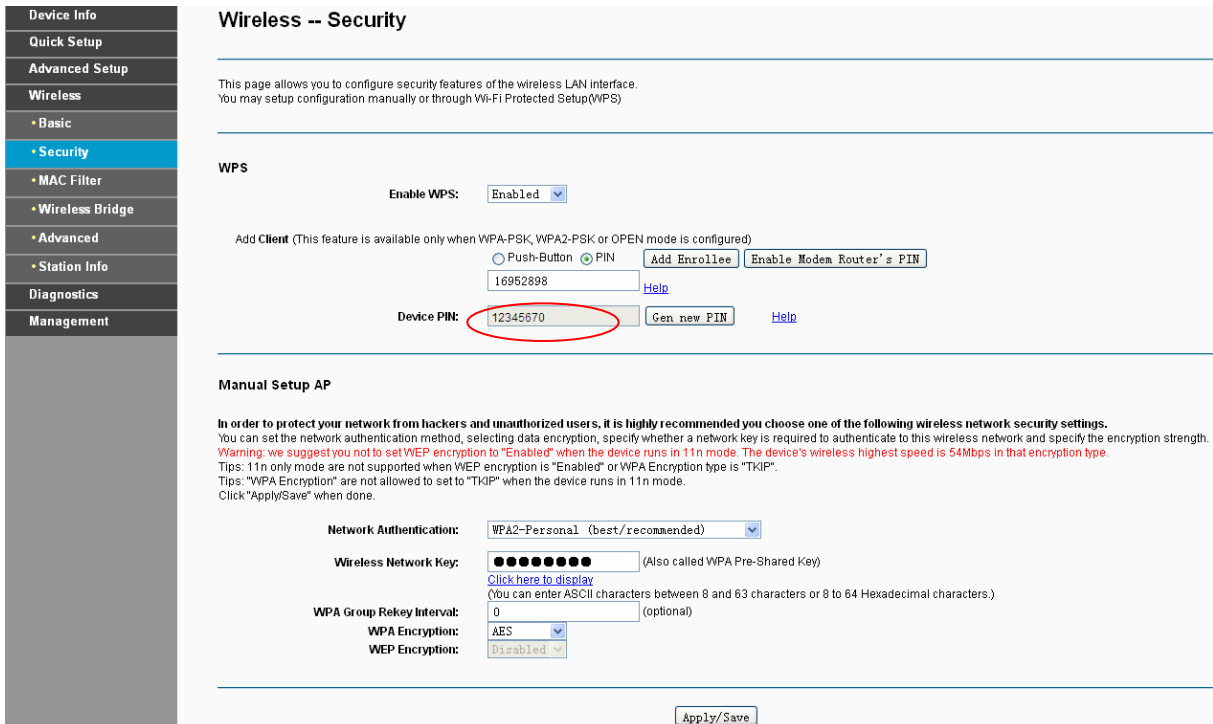 Device Info
Quick Setup
Advanced Setup
Wireless
•Basic
•Security
•MAC Filter
•Wireless Bridge
•Advanced
•Station Info
Diagnostics
Management
Wireless -- Security
This page allows you to configure security features of the wireless LAN interface.
You may setup configuration manually or through Wi-Fi Protected Setup(WPS)
WPS
Enable WPS: Enabled
Add Client (This feature is available only when WPA-PSK, WPA2-PSK or OPEN mode is configured)
Push-Button PIN Add Enrollee Enable Modem Router's PIN
16952898 Help
Device PIN: 12345670 Gen new PIN Help
Manual Setup AP
In order to protect your network from hackers and unauthorized users, it is highly recommended you choose one of the following wireless network security settings.
You can set the network authentication method, selecting data encryption, specify whether a network key is required to authenticate to this wireless network and specify the encryption strength.
Warning: we suggest you not to set WEP encryption to "Enabled" when the device runs in 11n mode. The device's wireless highest speed is 54Mbps in that encryption type.
Tips: 11n only mode are not supported when WEP encryption is "Enabled" or WPA Encryption type is "TKIP".
Tips: "WPA Encryption" are not allowed to set to "TKIP" when the device runs in 11n mode.
Click "Apply/Save" when done.
Network Authentication: WPA2-Personal (best/recommended)
Wireless Network Key: ●●●●●●●● (Also called WPA Pre-Shared Key)
Click here to display
(You can enter ASCII characters between 8 and 63 characters or 8 to 64 Hexadecimal characters.)
WPA Group Rekey Interval: 0 (optional)
WPA Encryption: AES
WEP Encryption: Disabled
Apply/Save